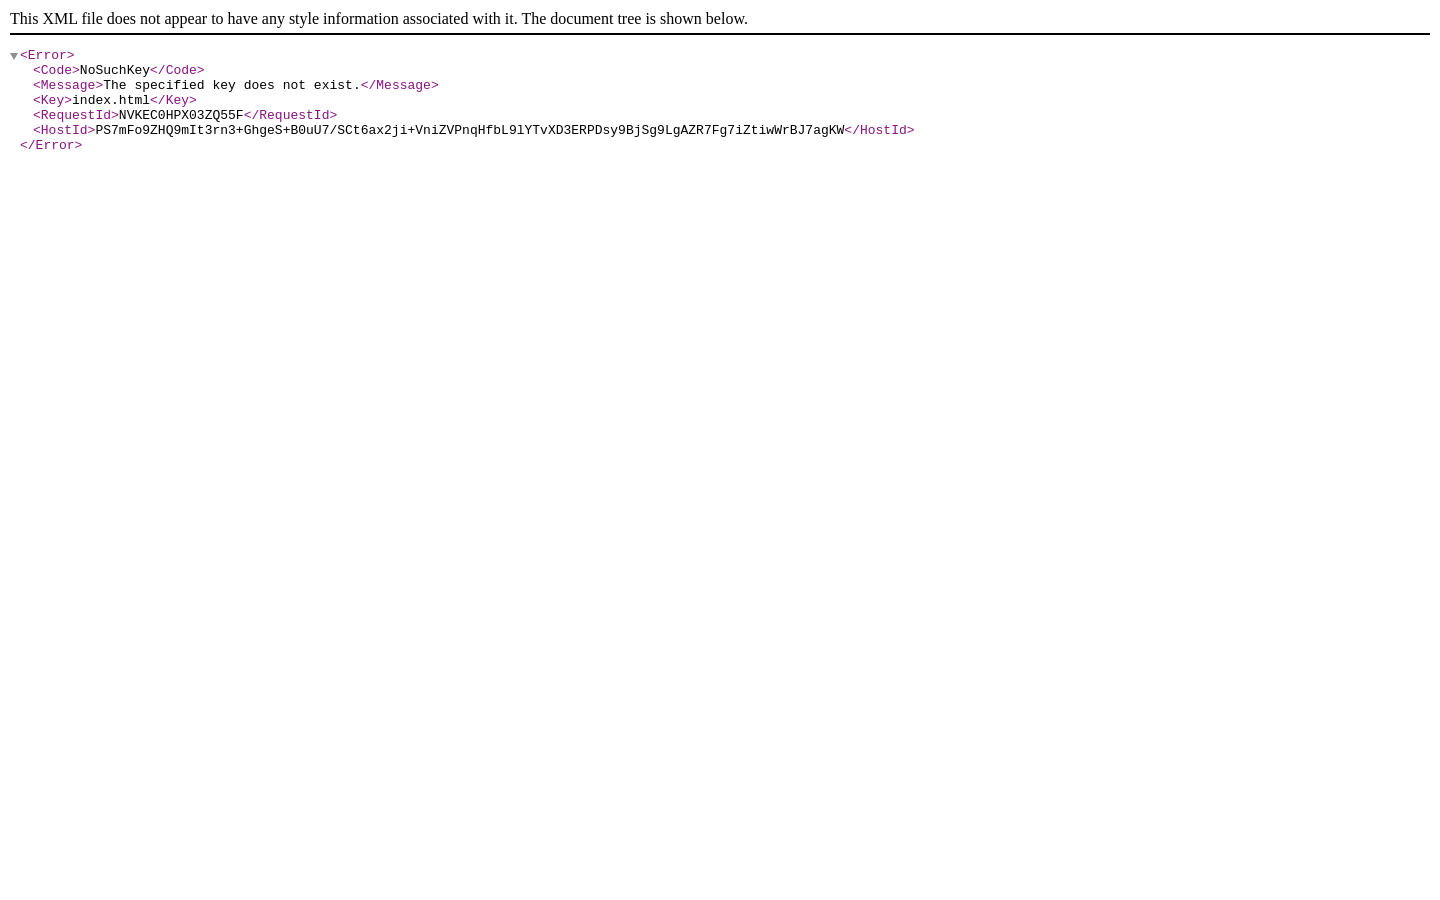 This XML file does not appear to have any style information associated with it. The document tree is shown below.
<Error>
<Code>NoSuchKey</Code>
<Message>The specified key does not exist.</Message>
<Key>index.html</Key>
<RequestId>NVKEC0HPX03ZQ55F</RequestId>
<HostId>PS7mFo9ZHQ9mIt3rn3+GhgeS+B0uU7/SCt6ax2ji+VniZVPnqHfbL9lYTvXD3ERPDsy9BjSg9LgAZR7Fg7iZtiwWrBJ7agKW</HostId>
</Error>